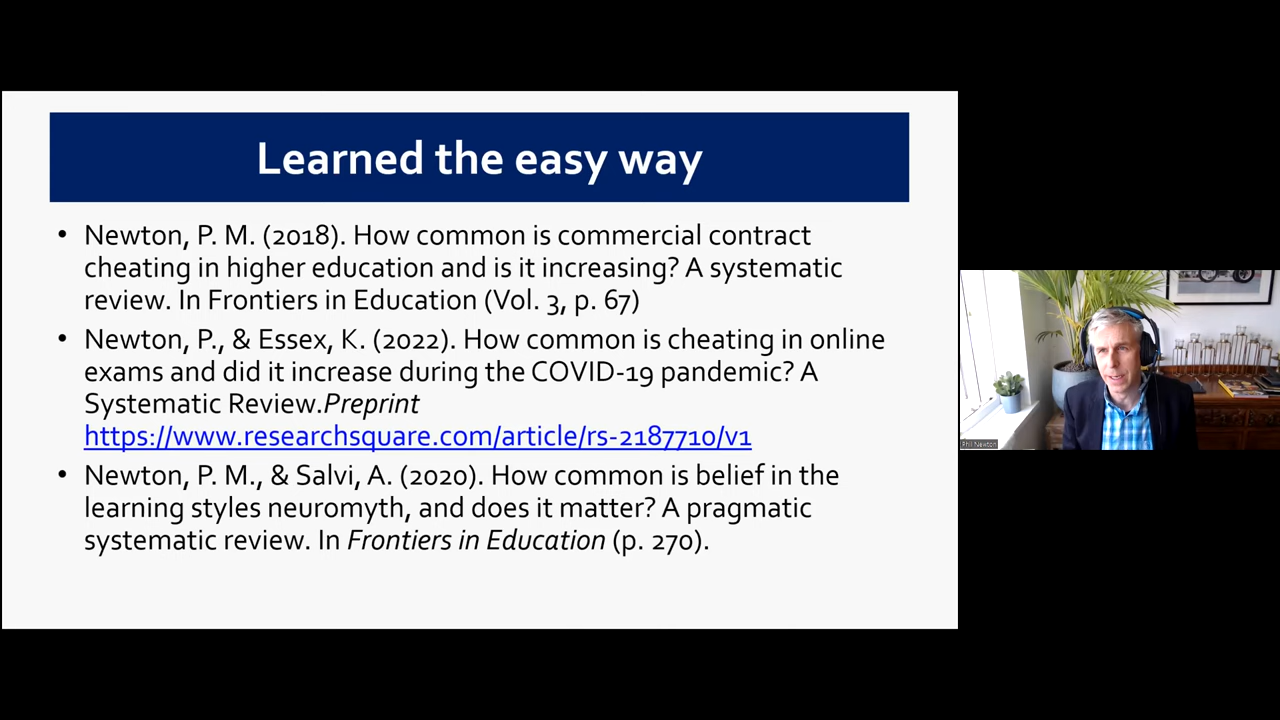 Learned the easy way
• Newton, P. M. (2018). How common is commercial contract
cheating in higher education and is it increasing? A systematic
review. In Frontiers in Education (Vol. 3, p. 67)
• Newton, P., & Essex, K. (2022). How common is cheating in online
exams and did it increase during the COVID-19 pandemic? A
Systematic Review.Preprint
https://www.researchsquare.com/article/rs-2187710/v1
• Newton, P. M., & Salvi, A. (2020). How common is belief in the
learning styles neuromyth, and does it matter? A pragmatic
systematic review. In Frontiers in Education (p. 270).
Phil Newton